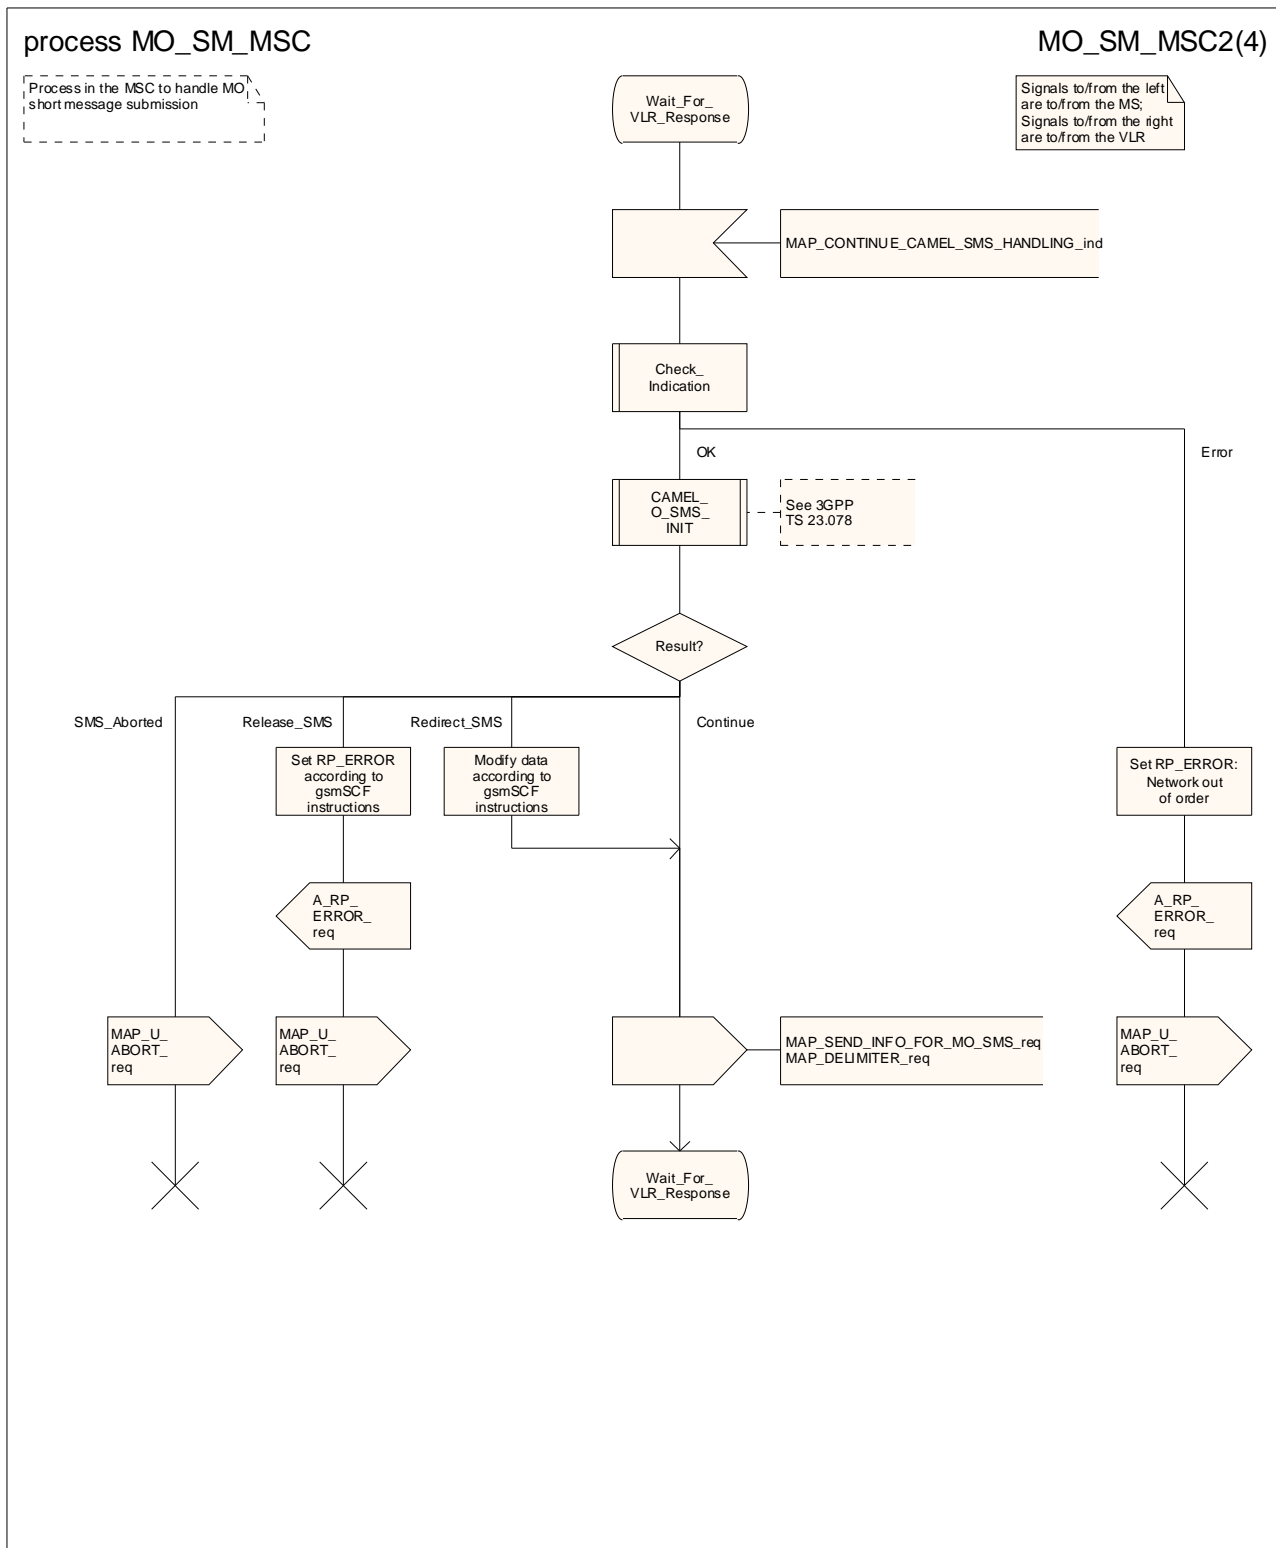 process MO_SM_MSC
MO_SM_MSC2(4)
Process in the MSC to handle MO
short message submission
Wait_For_
VLR_Response
Signals to/from the left
are to/from the MS;
Signals to/from the right
are to/from the VLR
MAP_CONTINUE_CAMEL_SMS_HANDLING_ind
Check_
Indication
OK
Error
CAMEL_
O_SMS_
INIT
See 3GPP
TS 23.078
Result?
SMS_Aborted
Release_SMS
Redirect_SMS
Continue
Set RP_ERROR
according to
gsmSCF
instructions
Modify data
according to
gsmSCF
instructions
Set RP_ERROR:
Network out
of order
A_RP_
ERROR_
req
A_RP_
ERROR_
req
MAP_U_
ABORT_
req
MAP_U_
ABORT_
req
MAP_SEND_INFO_FOR_MO_SMS_req
MAP_DELIMITER_req
MAP_U_
ABORT_
req
Wait_For_
VLR_Response